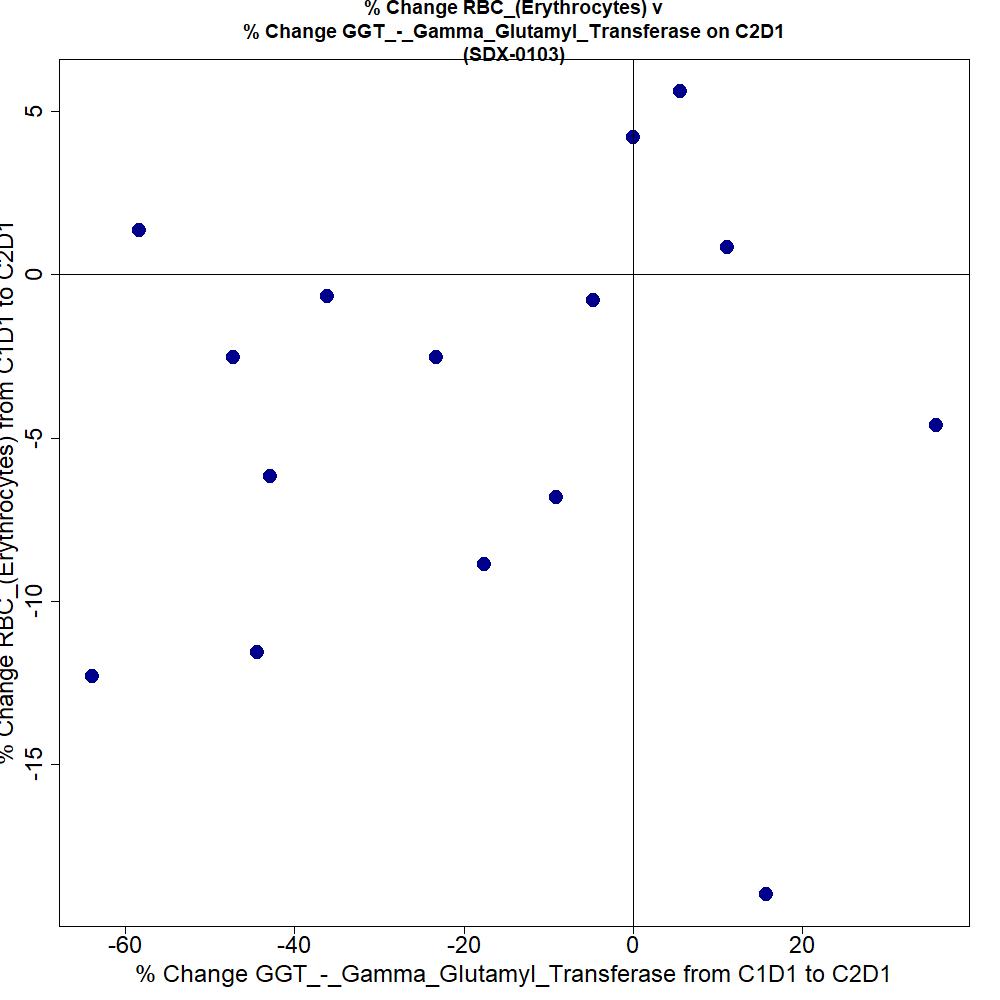 % Change RBC_(Erythrocytes) v
% Change GGT_-_Gamma_Glutamyl_Transferase on C2D1
(SDX-0103)
% Change RBC_(Erythrocytes) from C1D1 to C2D1
5
0
-5
-10
-15
-60
-40
-20
0
20
% Change GGT_-_Gamma_Glutamyl_Transferase from C1D1 to C2D1